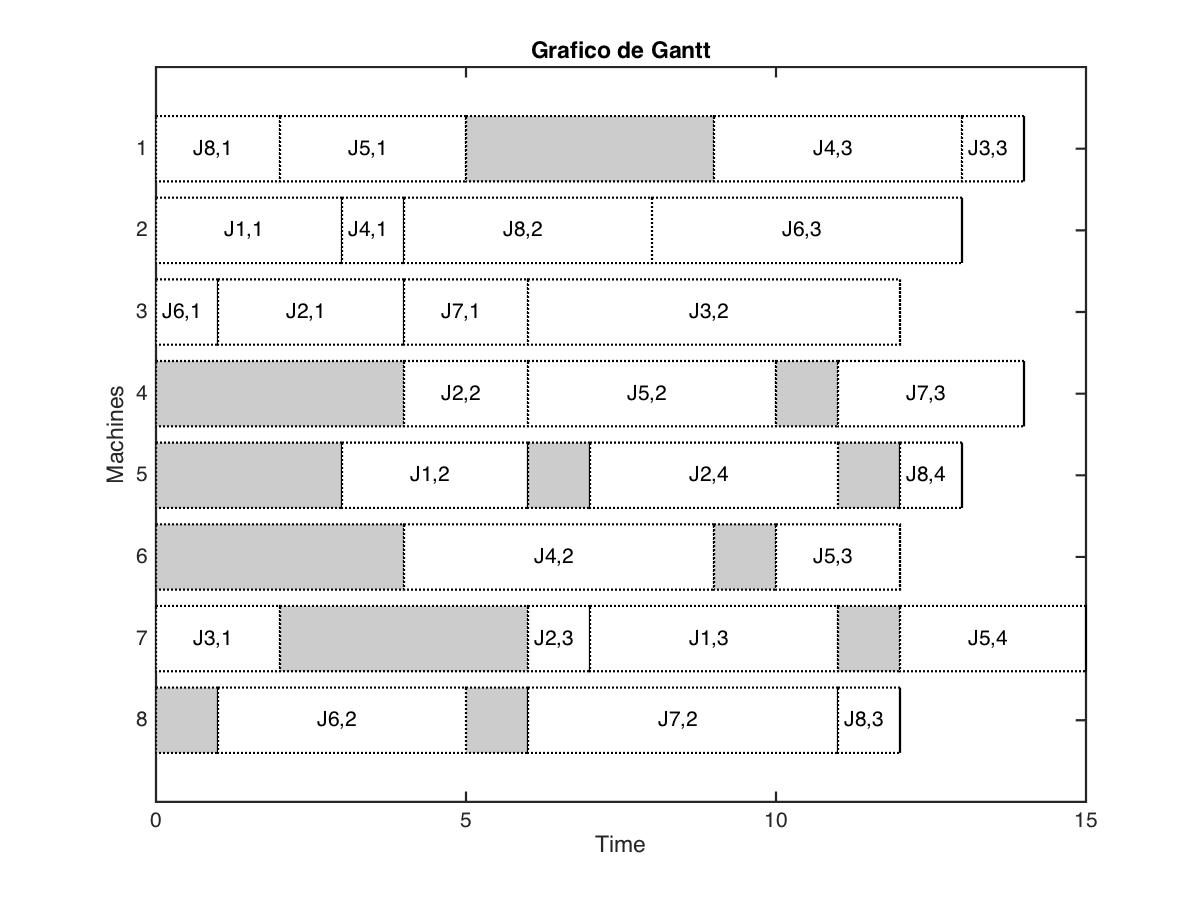 Grafico de Gantt
1 J8,1 J5,1 J4,3 J3,3
2 J1,1 J4,1 J8,2 J6,3
3 J6,1 J2,1 J7,1 J3,2
4 J2,2 J5,2 J7,3
Machines
5 J1,2 J2,4 J8,4
6 J4,2 J5,3
7 J3,1 J2,3 J1,3 J5,4
8 J6,2 J7,2 J8,3
0 5 10 15
Time